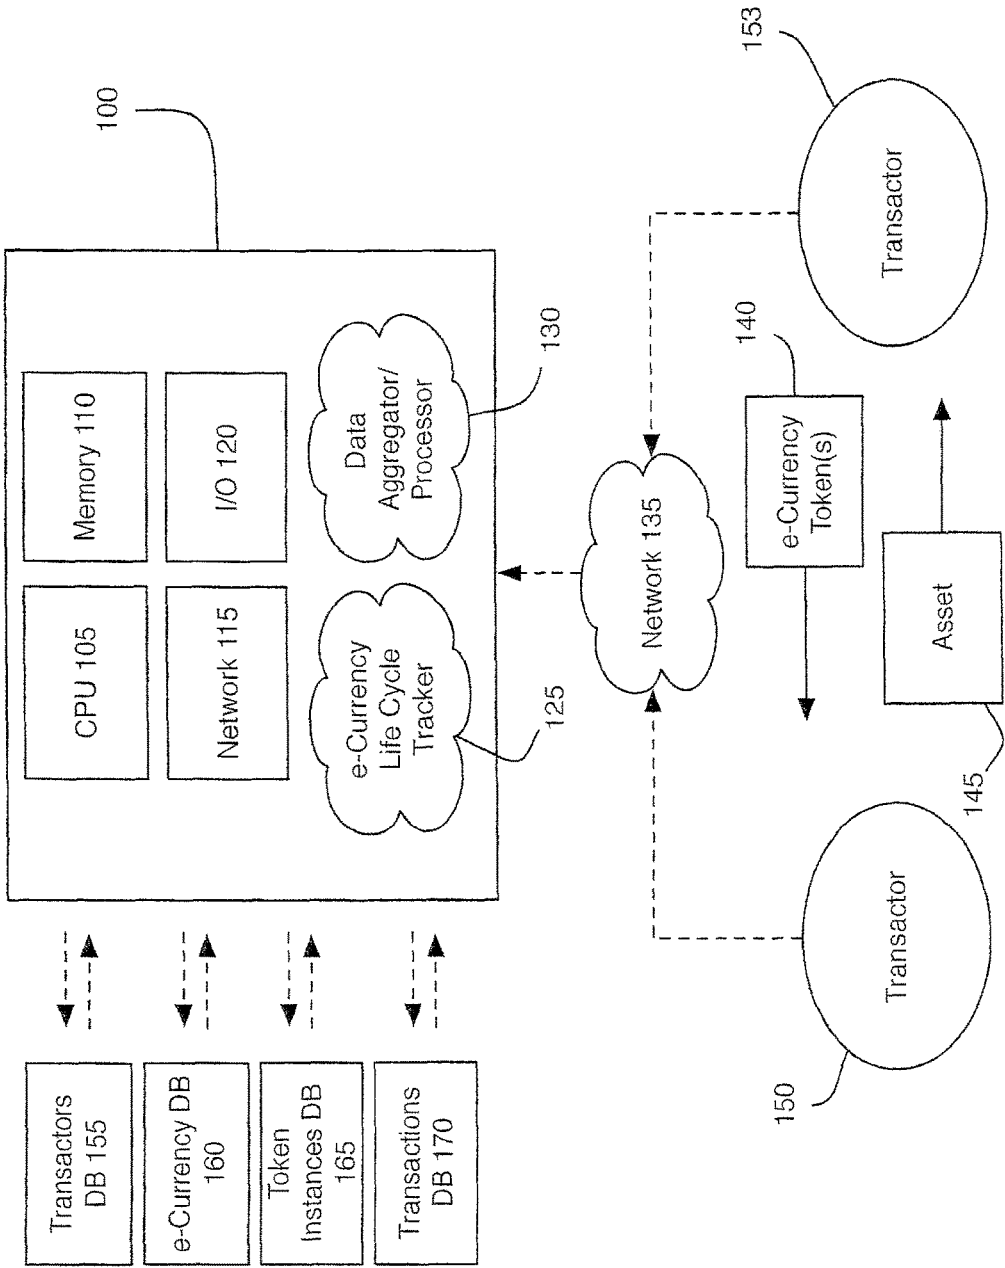 Transactors
DB 155
e-Currency DB
160
Token
Instances DB
165
Transactions
DB 170
100
CPU 105
Memory 110
Network 115
I/O 120
e-Currency
Life Cycle
Tracker
125
Data
Aggregator/
Processor
130
Network 135
e-Currency
Token(s)
140
Asset
145
Transactor
150
Transactor
153